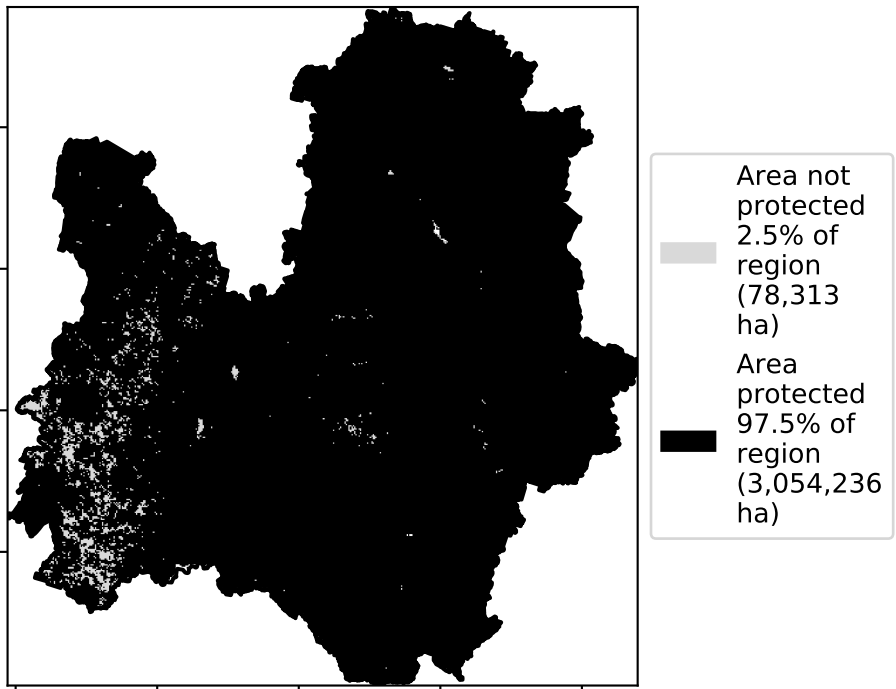 Area not
protected
2.5% of
region
(78,313
ha)
Area
protected
97.5% of
region
(3,054,236
ha)